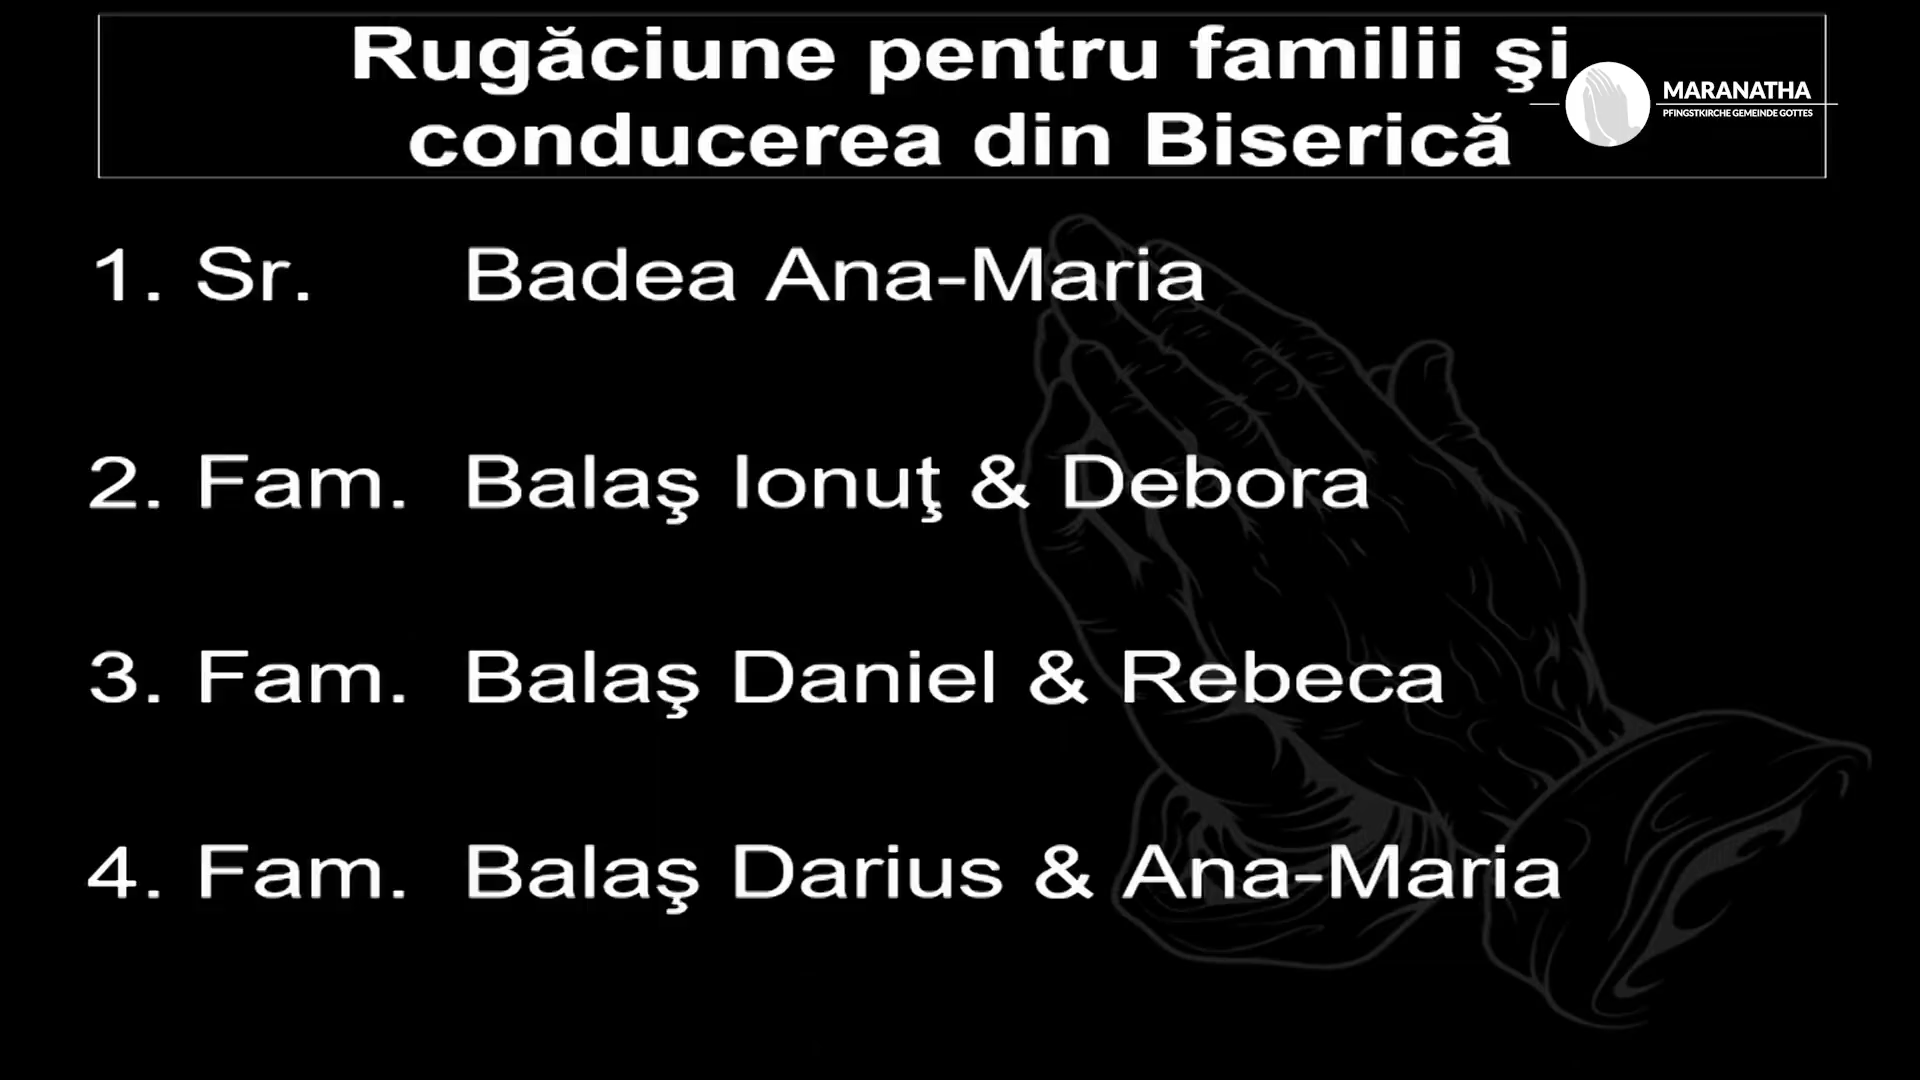 Rugăciune pentru familii şi
conducerea din Biserică
MARANATHA
PFINGSTKIRCHE GEMEINDE GOTTES
1. Sr. Badea Ana-Maria
2. Fam. Balaş Ionuţ & Debora
3. Fam. Balaş Daniel & Rebeca
4. Fam. Balaş Darius & Ana-Maria